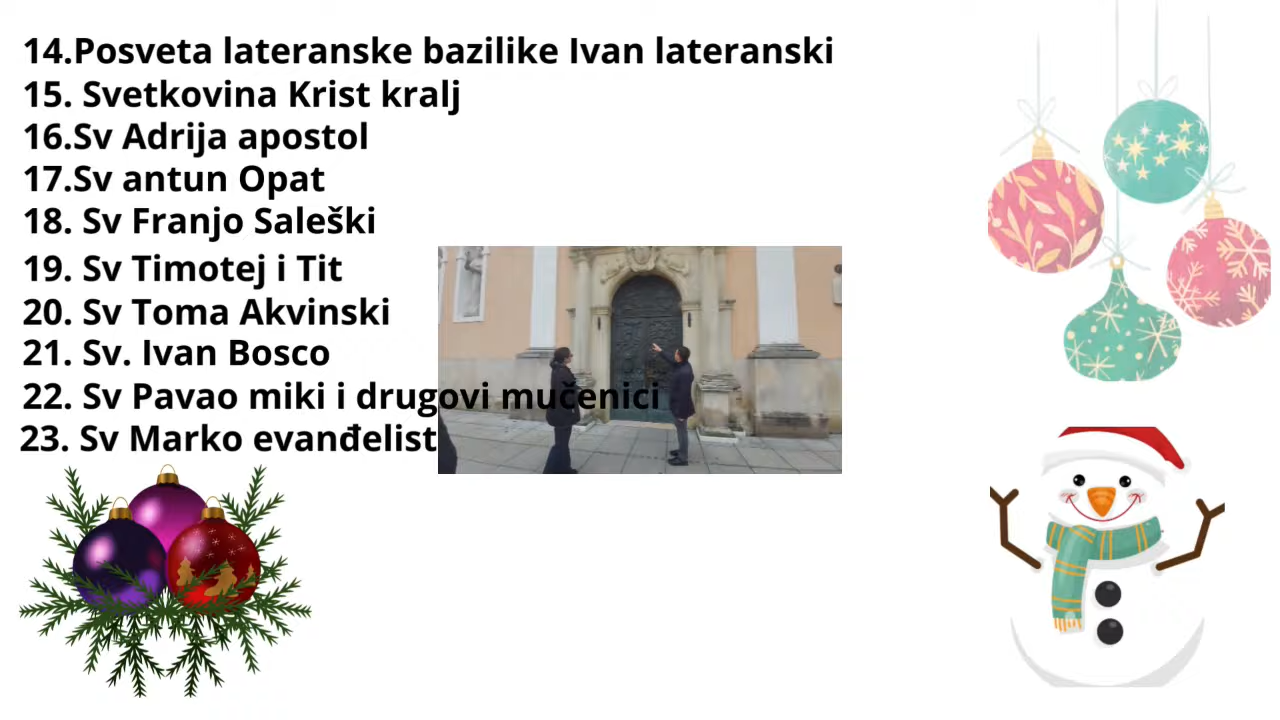 14.Posveta lateranske bazilike Ivan lateranski
15. Svetkovina Krist kralj
16.Sv Adrija apostol
17.Sv antun Opat
18. Sv Franjo Saleški
19. Sv Timotej i Tit
20. Sv Toma Akvinski
21. Sv. Ivan Bosco
22. Sv Pavao miki i drugovi mučenici
23. Sv Marko evanđelist